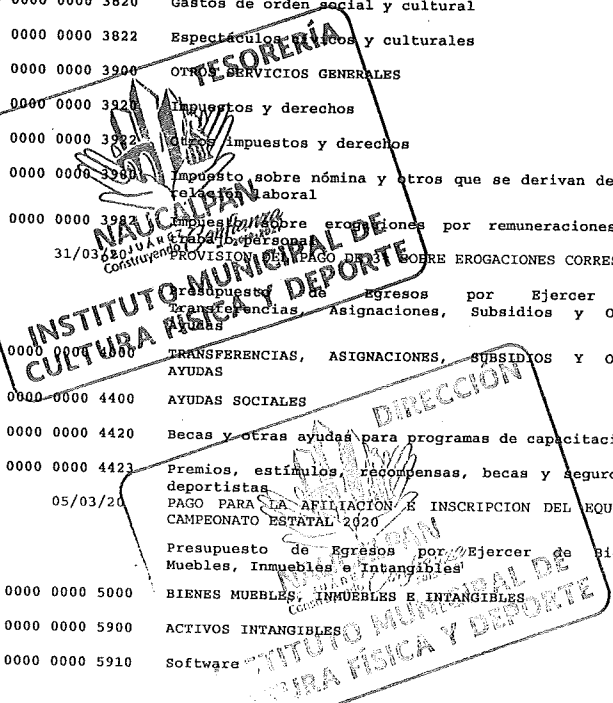 0000 0000 3820 Gastos de orden social y cultural
0000 0000 3822 Espectáculos cívicos y culturales
0000 0000 3900 OTROS SERVICIOS GENERALES
0000 0000 3920 Impuestos y derechos
0000 0000 3922 Otros impuestos y derechos
0000 0000 3980 Impuesto sobre nómina y otros que se derivan de
relación laboral
0000 0000 3982 Impuesto sobre erogaciones por remuneraciones
trabajo personal
31/03/20 PROVISION DEL PAGO DE 3% SOBRE EROGACIONES CORRES
Presupuesto de Egresos por Ejercer
Transferencias, Asignaciones, Subsidios y O
Ayudas
0000 0000 4000 TRANSFERENCIAS, ASIGNACIONES, SUBSIDIOS Y O
AYUDAS
0000 0000 4400 AYUDAS SOCIALES
0000 0000 4420 Becas y otras ayudas para programas de capacitaci
0000 0000 4423 Premios, estímulos, recompensas, becas y seguro
deportistas
05/03/20 PAGO PARA LA AFILIACION E INSCRIPCION DEL EQU
CAMPEONATO ESTATAL 2020
Presupuesto de Egresos por Ejercer de Bi
Muebles, Inmuebles e Intangibles
0000 0000 5000 BIENES MUEBLES, INMUEBLES E INTANGIBLES
0000 0000 5900 ACTIVOS INTANGIBLES
0000 0000 5910 Software
TESORERÍA
NAUCALPAN
DE JUÁREZ
Construyendo Confianza
INSTITUTO MUNICIPAL DE
CULTURA FÍSICA Y DEPORTE
DIRECCIÓN
NAUCALPAN
TITUTO MUNICIPAL DE
TURA FÍSICA Y DEPORTE